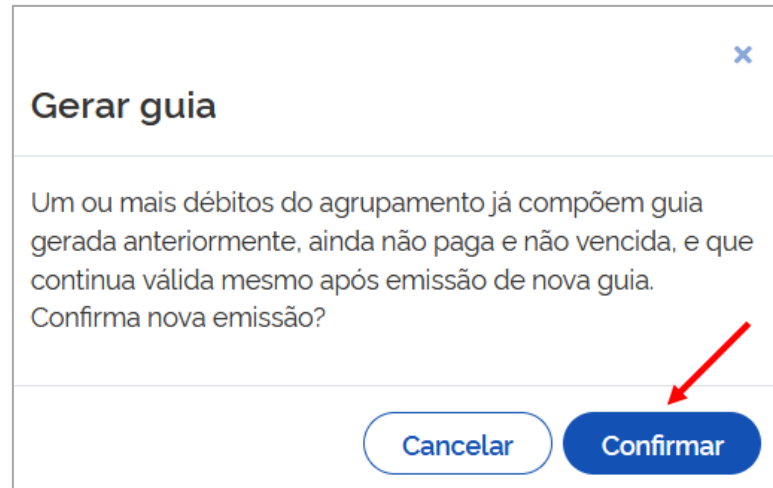 Gerar guia
Um ou mais débitos do agrupamento já compõem guia
gerada anteriormente, ainda não paga e não vencida, e que
continua válida mesmo após emissão de nova guia.
Confirma nova emissão?
Cancelar
Confirmar